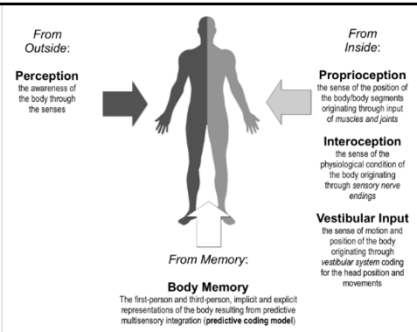 From
Outside:
Perception
the awareness of
the body through
the senses
From
Inside:
Proprioception
the sense of the position of
the body/body segments
originating through input
of muscles and joints
Interoception
the sense of the
physiological condition of
the body originating
through sensory nerve
endings
Vestibular Input
the sense of motion and
position of the body
originating through
vestibular system coding
for the head position and
movements
From Memory:
Body Memory
The first-person and third-person, implicit and explicit
representations of the body resulting from predictive
multisensory integration (predictive coding model)